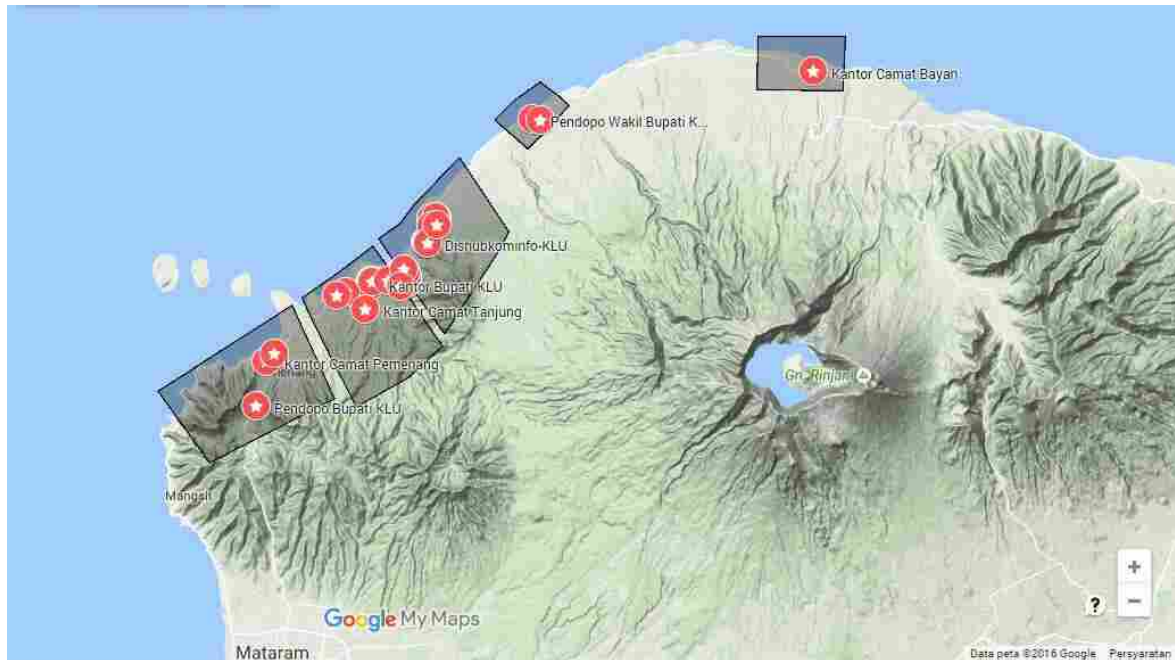 Kantor Camat Bayan
Pendopo Wakil Bupati K...
Dishubkominfo-KLU
Kantor Bupati KLU
Kantor Camat Tanjung
Kantor Camat Pemenang
Pendopo Bupati KLU
Gn. Rinjani
Mangsit
Google My Maps
Mataram
+
?
−
Data peta ©2016 Google Persyaratan